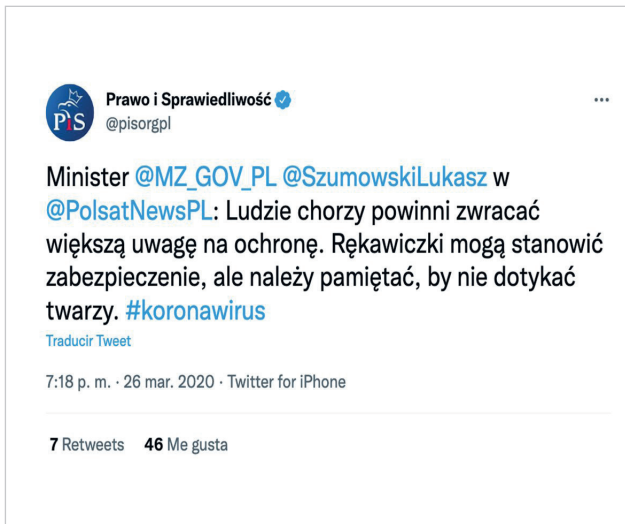 PiS
Prawo i Sprawiedliwość
@pisorgpl
Minister @MZ_GOV_PL @SzumowskiLukasz w
@PolsatNewsPL: Ludzie chorzy powinni zwracać
większą uwagę na ochronę. Rękawiczki mogą stanowić
zabezpieczenie, ale należy pamiętać, by nie dotykać
twarzy. #koronawirus
Traducir Tweet
7:18 p. m. · 26 mar. 2020 · Twitter for iPhone
7 Retweets 46 Me gusta